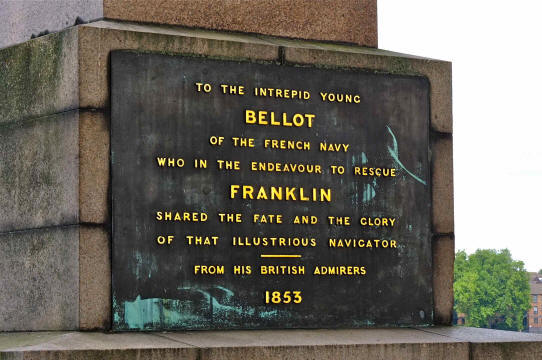 TO THE INTREPID YOUNG
BELLOT
OF THE FRENCH NAVY
WHO IN THE ENDEAVOUR TO RESCUE
FRANKLIN
SHARED THE FATE AND THE GLORY
OF THAT ILLUSTRIOUS NAVIGATOR
FROM HIS BRITISH ADMIRERS
1853